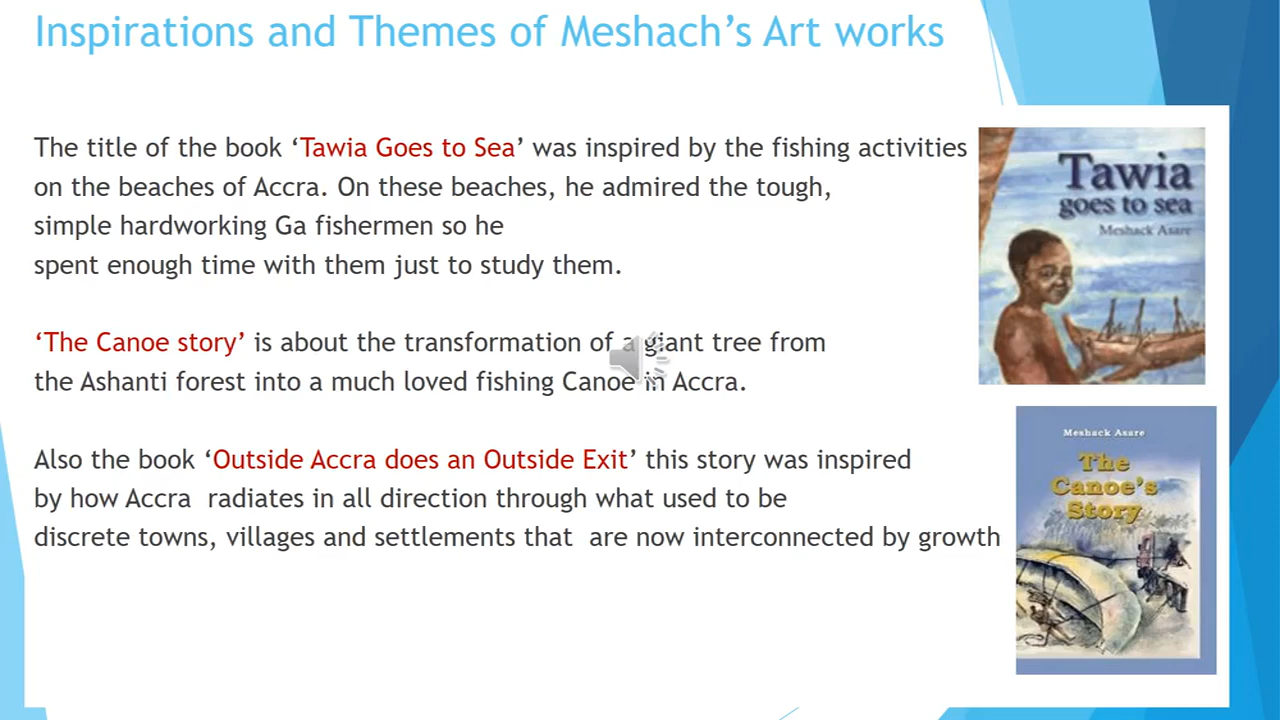 Inspirations and Themes of Meshach’s Art works
The title of the book ‘Tawia Goes to Sea’ was inspired by the fishing activities
on the beaches of Accra. On these beaches, he admired the tough,
simple hardworking Ga fishermen so he
spent enough time with them just to study them.
‘The Canoe story’ is about the transformation of a giant tree from
the Ashanti forest into a much loved fishing Canoe in Accra.
Also the book ‘Outside Accra does an Outside Exit’ this story was inspired
by how Accra radiates in all direction through what used to be
discrete towns, villages and settlements that are now interconnected by growth
Tawia
goes to sea
Meshack Asare
Meshack Asare
The
Canoe's
Story